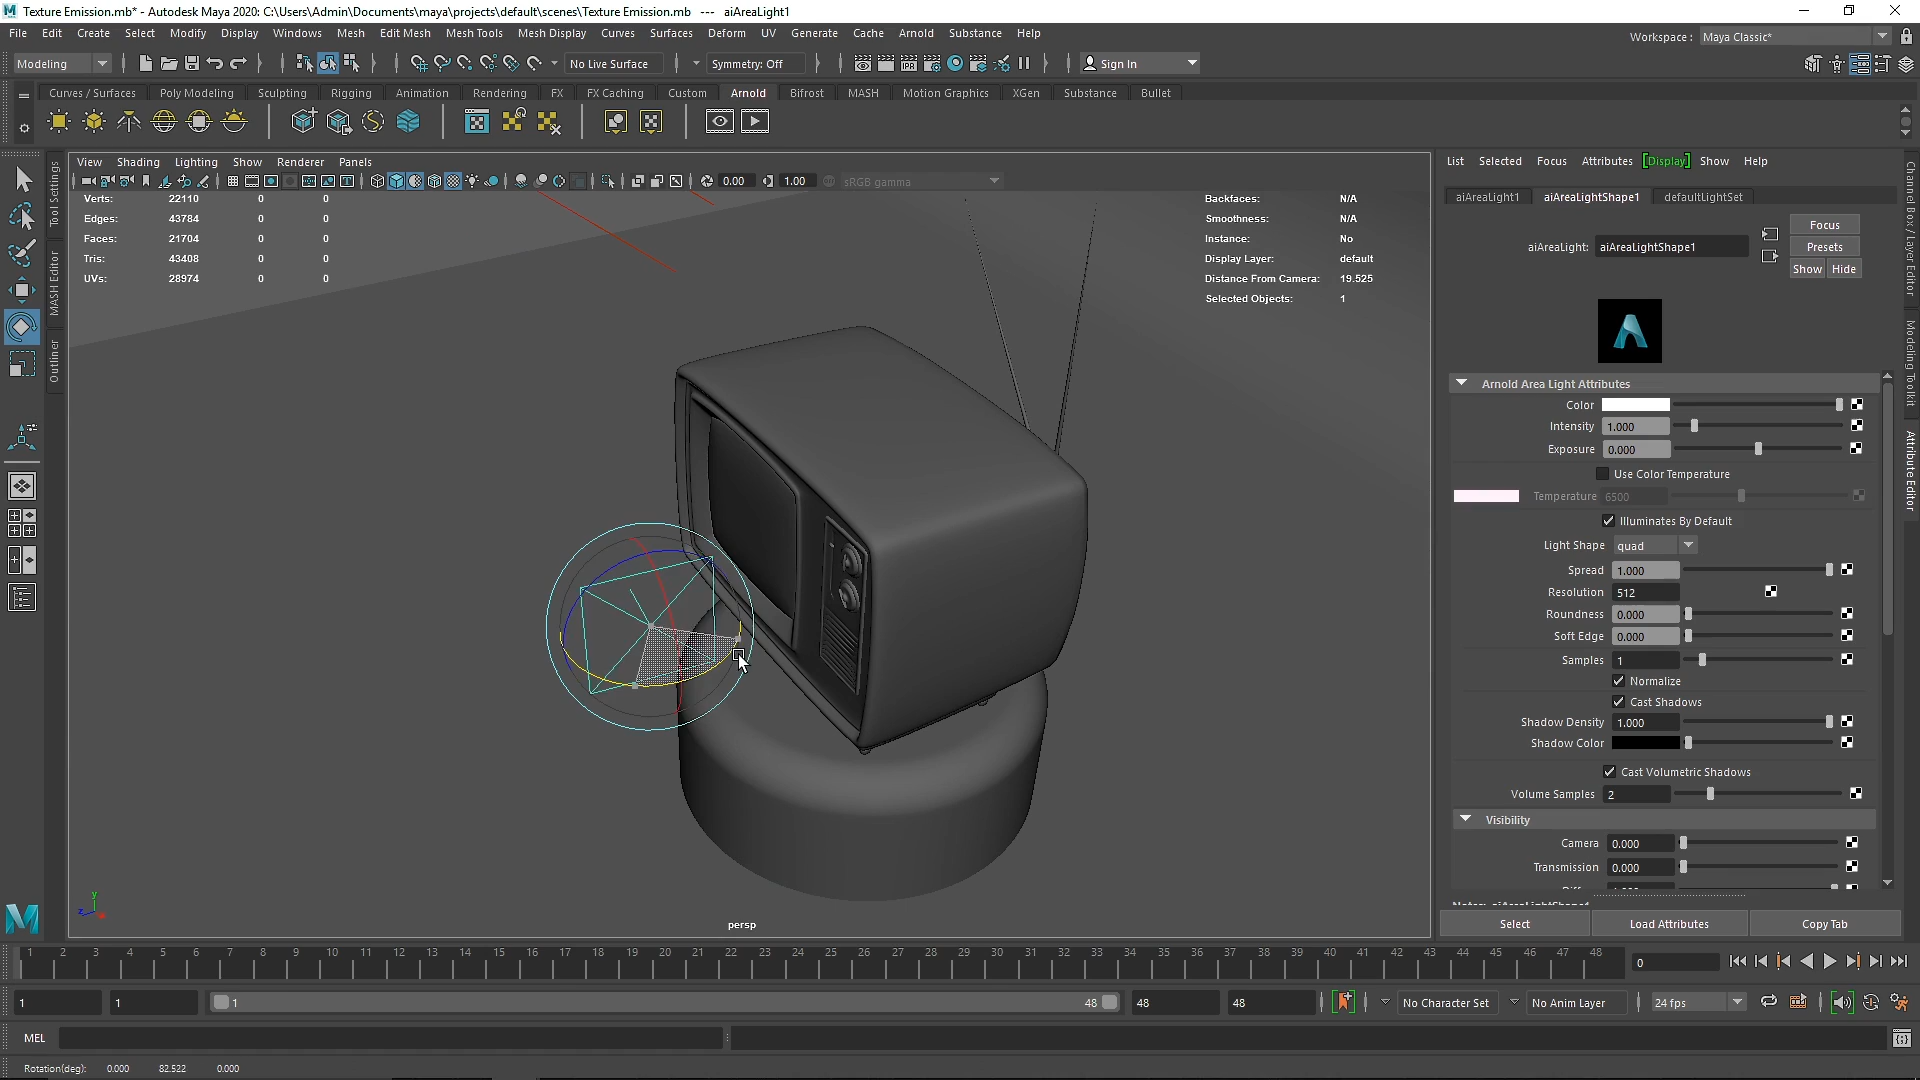 Texture Emission.mb* - Autodesk Maya 2020: C:\Users\Admin\Documents\maya\projects\default\scenes\Texture Emission.mb   ---   aiAreaLight1
File Edit Create Select Modify Display Windows Mesh Edit Mesh Mesh Tools Mesh Display Curves Surfaces Deform UV Generate Cache Arnold Substance Help
Workspace : Maya Classic*
Modeling No Live Surface Symmetry: Off Sign In
Curves / Surfaces Poly Modeling Sculpting Rigging Animation Rendering FX FX Caching Custom Arnold Bifrost MASH Motion Graphics XGen Substance Bullet
View Shading Lighting Show Renderer Panels
0.00 1.00 sRGB gamma
Verts: 22110 0 0
Edges: 43784 0 0
Faces: 21704 0 0
Tris: 43408 0 0
UVs: 28974 0 0
Backfaces: N/A
Smoothness: N/A
Instance: No
Display Layer: default
Distance From Camera: 19.525
Selected Objects: 1
Tool Settings
MASH Editor
Outliner
y
z
persp
List Selected Focus Attributes [Display] Show Help
aiAreaLight1 aiAreaLightShape1 defaultLightSet
Focus
aiAreaLight: aiAreaLightShape1
Presets
Show Hide
Arnold Area Light Attributes
Color
Intensity 1.000
Exposure 0.000
Use Color Temperature
Temperature 6500
Illuminates By Default
Light Shape quad
Spread 1.000
Resolution 512
Roundness 0.000
Soft Edge 0.000
Samples 1
Normalize
Cast Shadows
Shadow Density 1.000
Shadow Color
Cast Volumetric Shadows
Volume Samples 2
Visibility
Camera 0.000
Transmission 0.000
Select Load Attributes Copy Tab
Channel Box / Layer Editor
Modeling Toolkit
Attribute Editor
1 2 3 4 5 6 7 8 9 10 11 12 13 14 15 16 17 18 19 20 21 22 23 24 25 26 27 28 29 30 31 32 33 34 35 36 37 38 39 40 41 42 43 44 45 46 47 48
0
1 1 1 48 48 48 No Character Set No Anim Layer 24 fps
MEL
Rotation(deg): 0.000 82.522 0.000